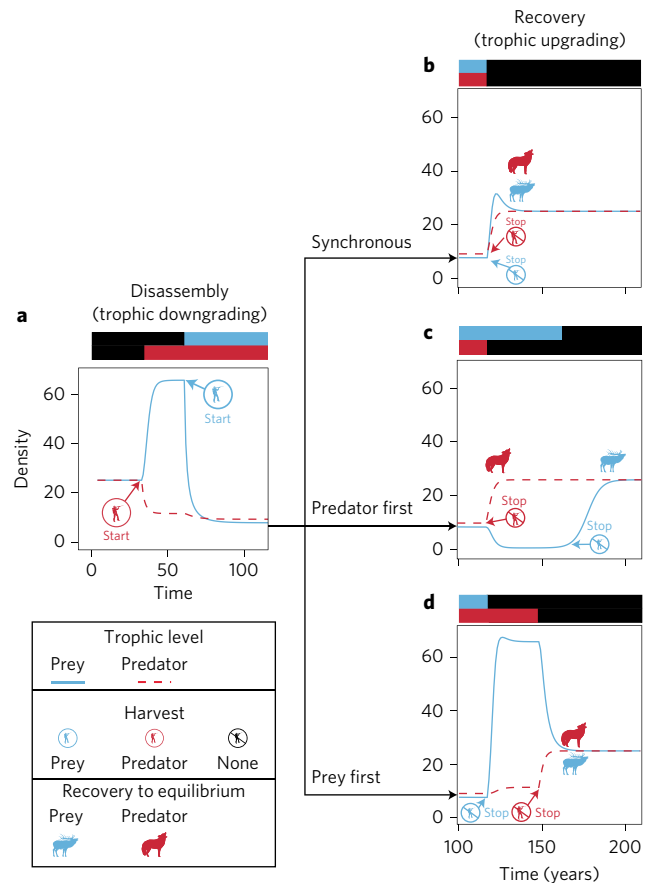 Recovery
(trophic upgrading)
b
60
40
20
0
Stop
Stop
Synchronous
Disassembly
(trophic downgrading)
a
60
40
20
0
Density
Start
Start
0
50
100
Time
c
60
40
20
0
Stop
Stop
Predator first
d
60
40
20
0
Stop
Stop
Prey first
100
150
200
Time (years)
Trophic level
Prey Predator
Harvest
Prey Predator None
Recovery to equilibrium
Prey Predator